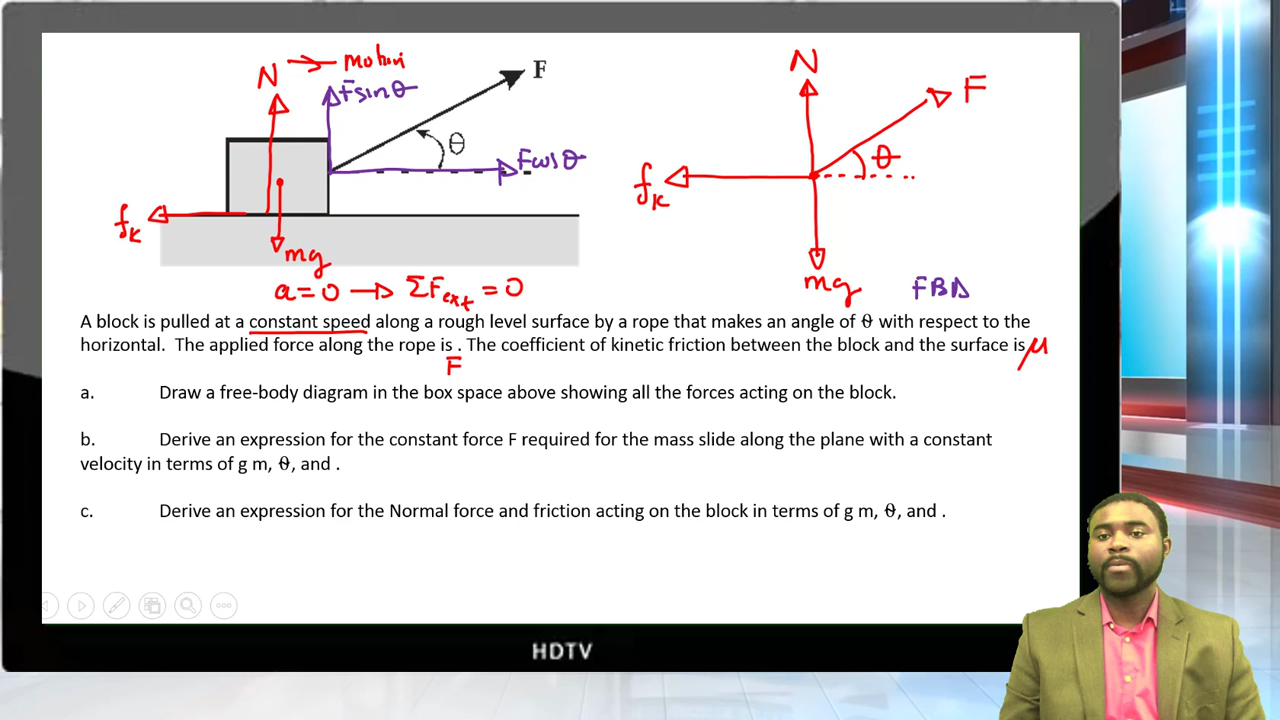 N → motion
F
Fsinθ
θ
Fcosθ
fk
mg
a=0 → ΣFext = 0
N
F
θ
fk
mg
FBD
A block is pulled at a constant speed along a rough level surface by a rope that makes an angle of θ with respect to the
horizontal. The applied force along the rope is . The coefficient of kinetic friction between the block and the surface is μ
F
a. Draw a free-body diagram in the box space above showing all the forces acting on the block.
b. Derive an expression for the constant force F required for the mass slide along the plane with a constant
velocity in terms of g m, θ, and .
c. Derive an expression for the Normal force and friction acting on the block in terms of g m, θ, and .
HDTV